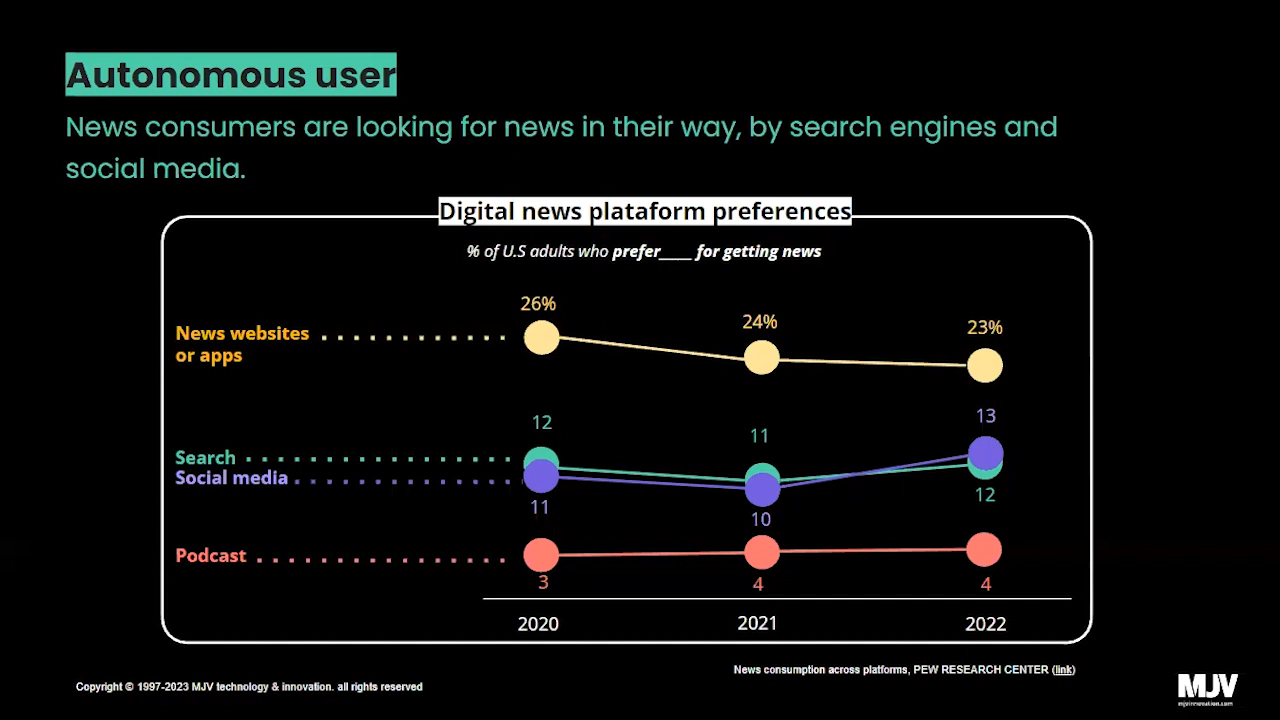 Autonomous user
News consumers are looking for news in their way, by search engines and
social media.
Digital news plataform preferences
% of U.S adults who prefer_____ for getting news
26%
24%
23%
News websites
or apps
12
11
13
Search
Social media
11
10
12
Podcast
3
4
4
2020
2021
2022
News consumption across platforms, PEW RESEARCH CENTER (link)
Copyright © 1997-2023 MJV technology & innovation. all rights reserved
MJV
mjvinnovation.com